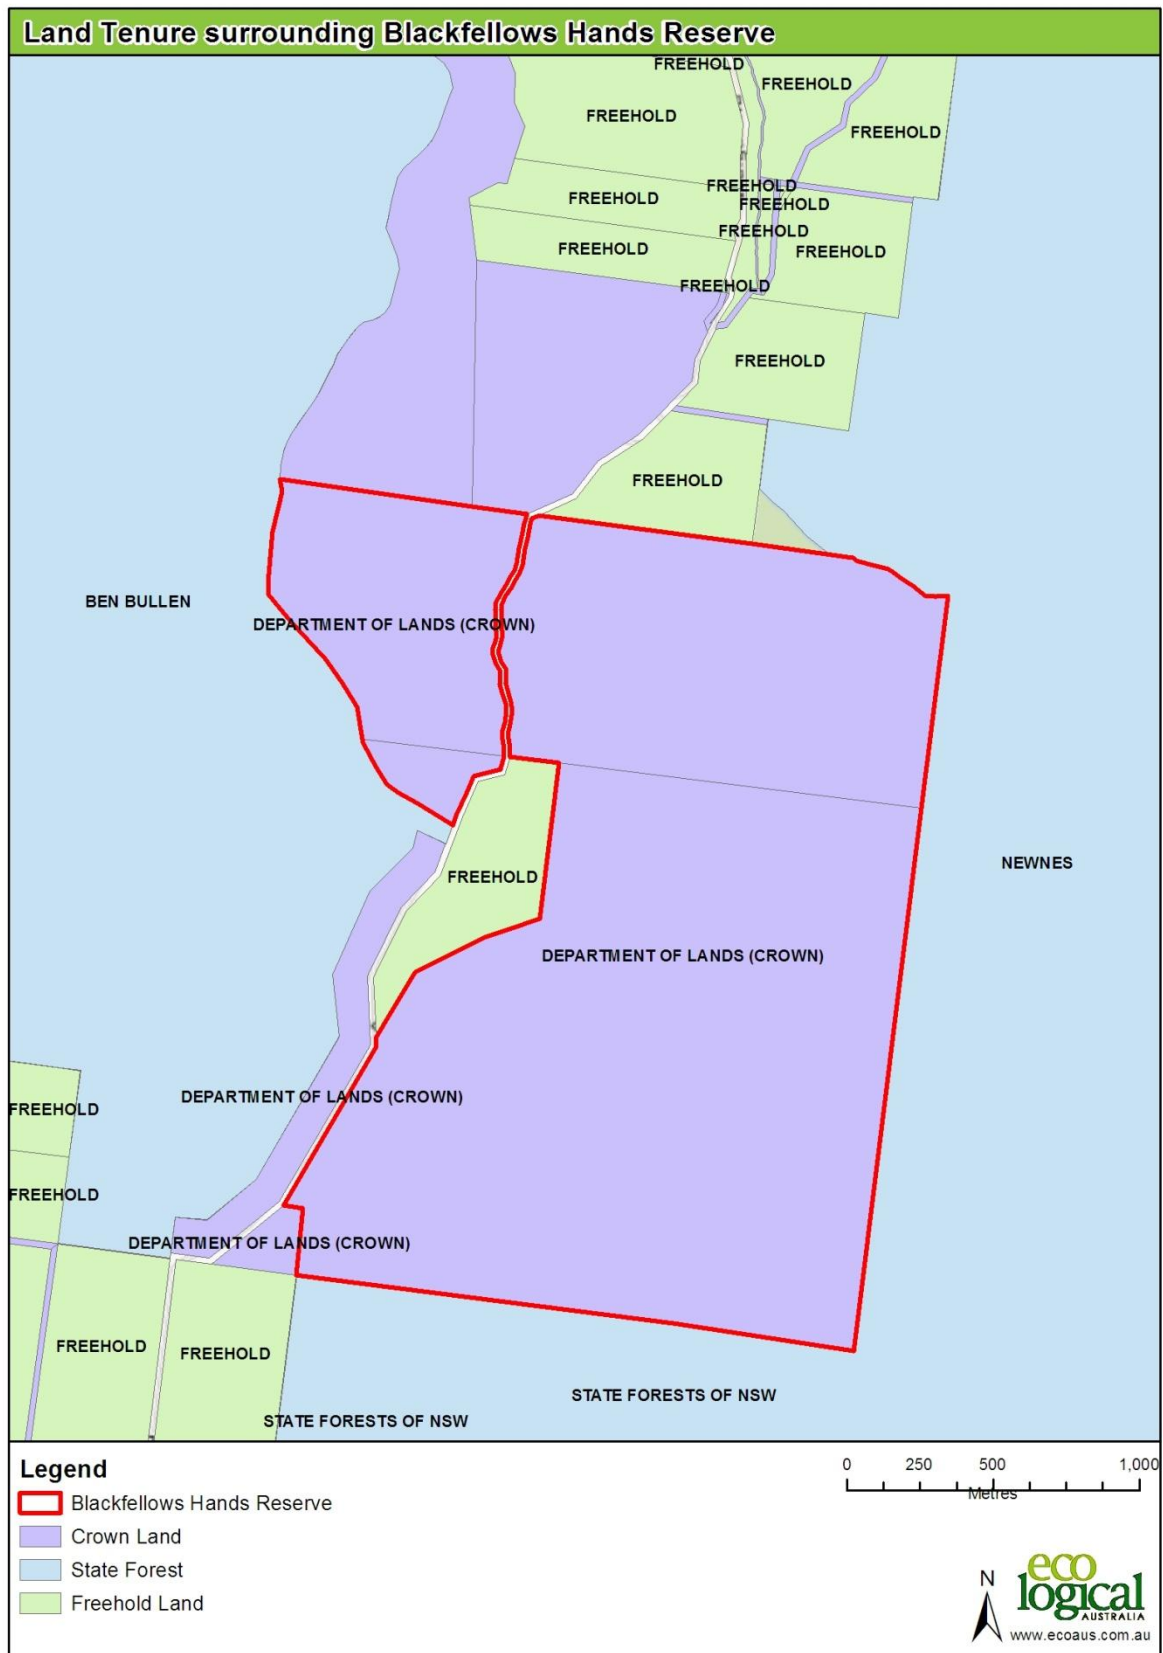 Land Tenure surrounding Blackfellows Hands Reserve
FREEHOLD
FREEHOLD
FREEHOLD
FREEHOLD
FREEHOLD
FREEHOLD
FREEHOLD
FREEHOLD
FREEHOLD
FREEHOLD
FREEHOLD
FREEHOLD
FREEHOLD
FREEHOLD
BEN BULLEN
DEPARTMENT OF LANDS (CROWN)
NEWNES
FREEHOLD
DEPARTMENT OF LANDS (CROWN)
DEPARTMENT OF LANDS (CROWN)
FREEHOLD
FREEHOLD
DEPARTMENT OF LANDS (CROWN)
FREEHOLD
FREEHOLD
STATE FORESTS OF NSW
STATE FORESTS OF NSW
Legend
Blackfellows Hands Reserve
Crown Land
State Forest
Freehold Land
0 250 500 1,000
Metres
N
eco
logical
AUSTRALIA
www.ecoaus.com.au